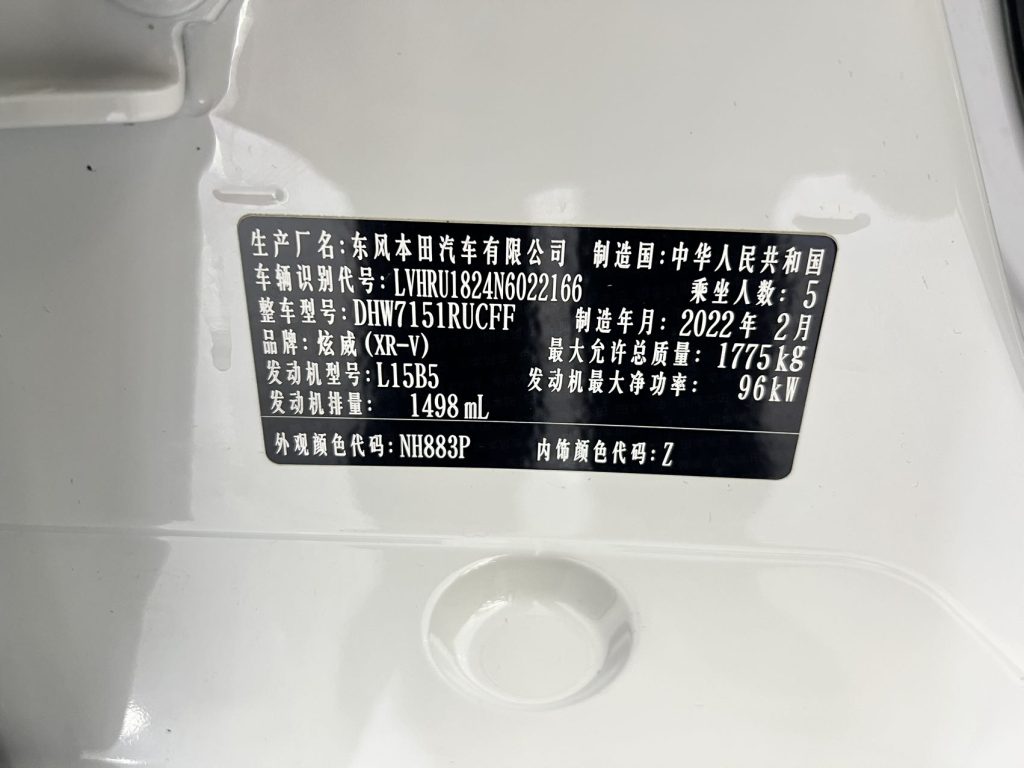 生产厂名:东风本田汽车有限公司 制造国:中华人民共和国
车辆识别代号:LVHRU1824N6022166 乘坐人数:5
整车型号:DHW7151RUCFF 制造年月:2022年 2月
品牌:炫威(XR-V) 最大允许总质量:1775kg
发动机型号:L15B5 发动机最大净功率:96kW
发动机排量: 1498mL
外观颜色代码:NH883P 内饰颜色代码:Z